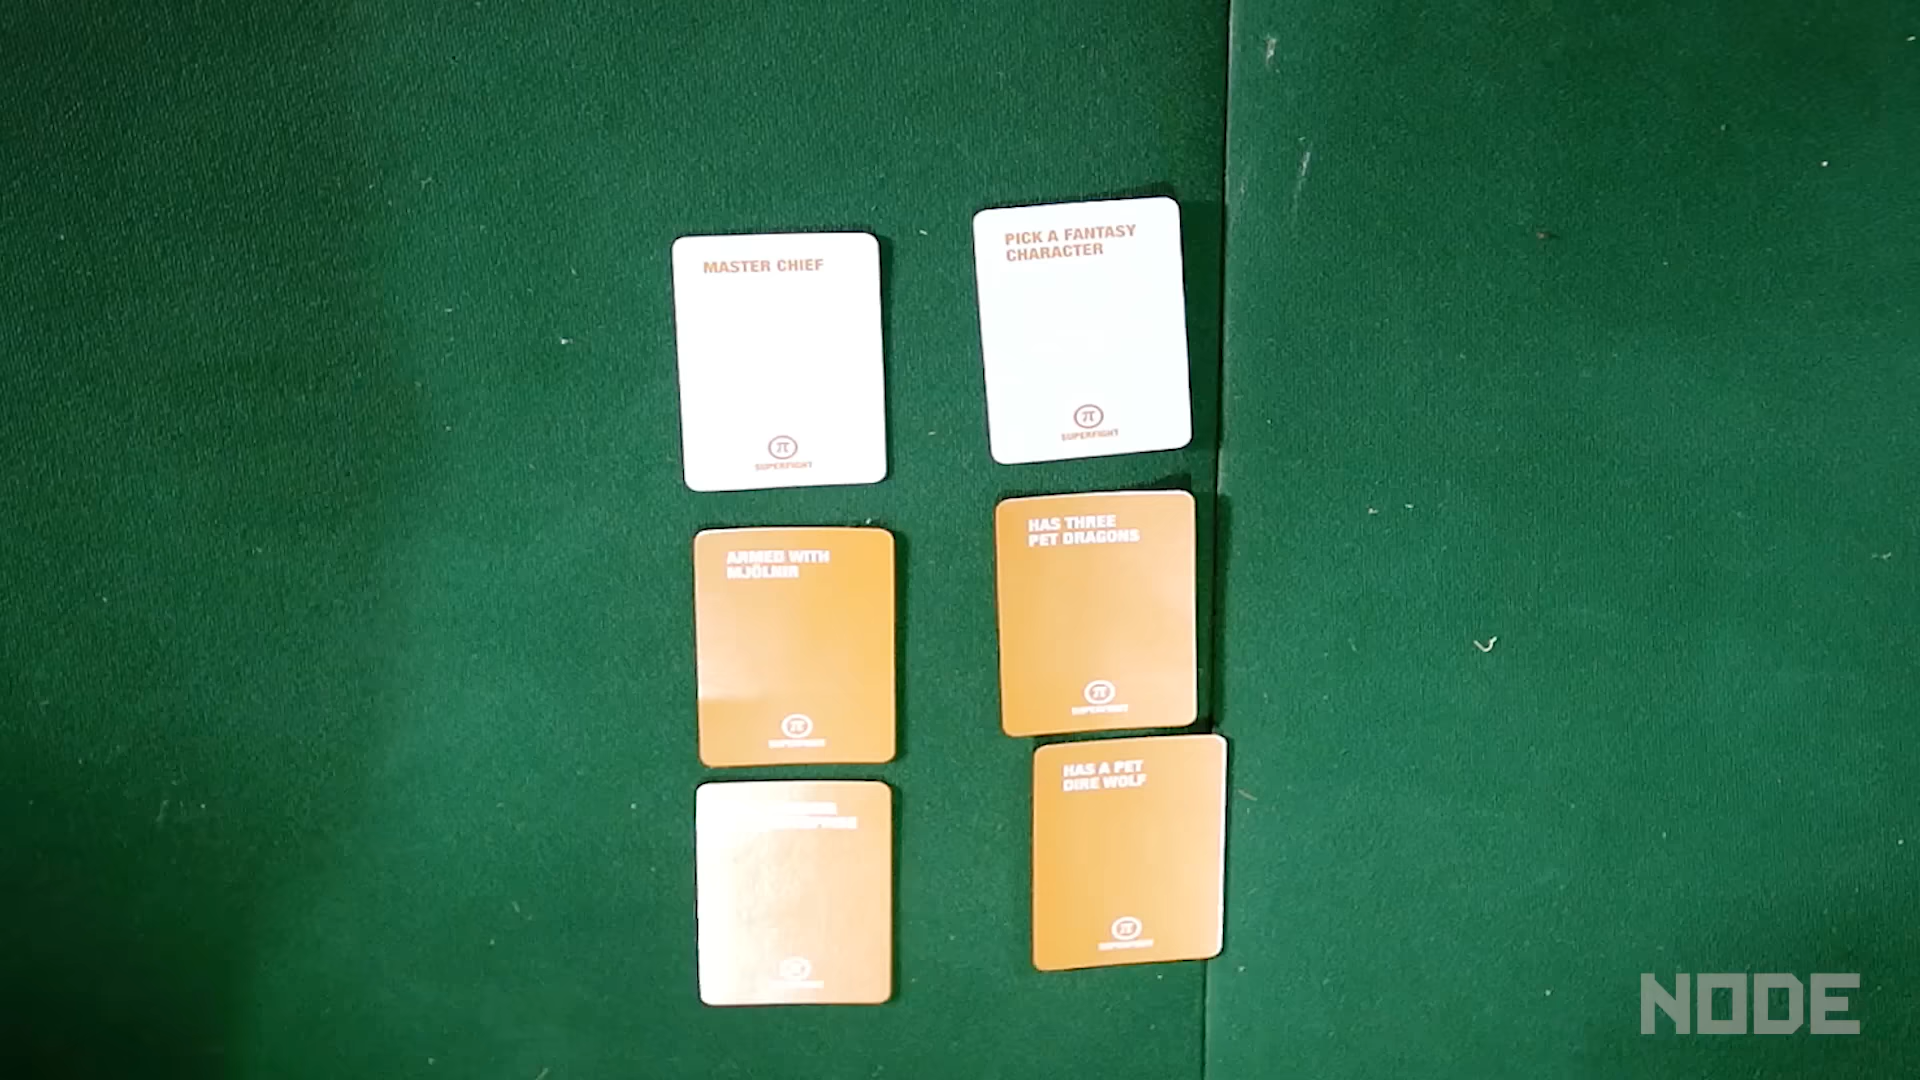 MASTER CHIEF
π
SUPERFIGHT
PICK A FANTASY
CHARACTER
π
SUPERFIGHT
ARMED WITH
MJÖLNIR
π
SUPERFIGHT
HAS THREE
PET DRAGONS
π
SUPERFIGHT
HAS A PET
DIRE WOLF
π
SUPERFIGHT
NODE